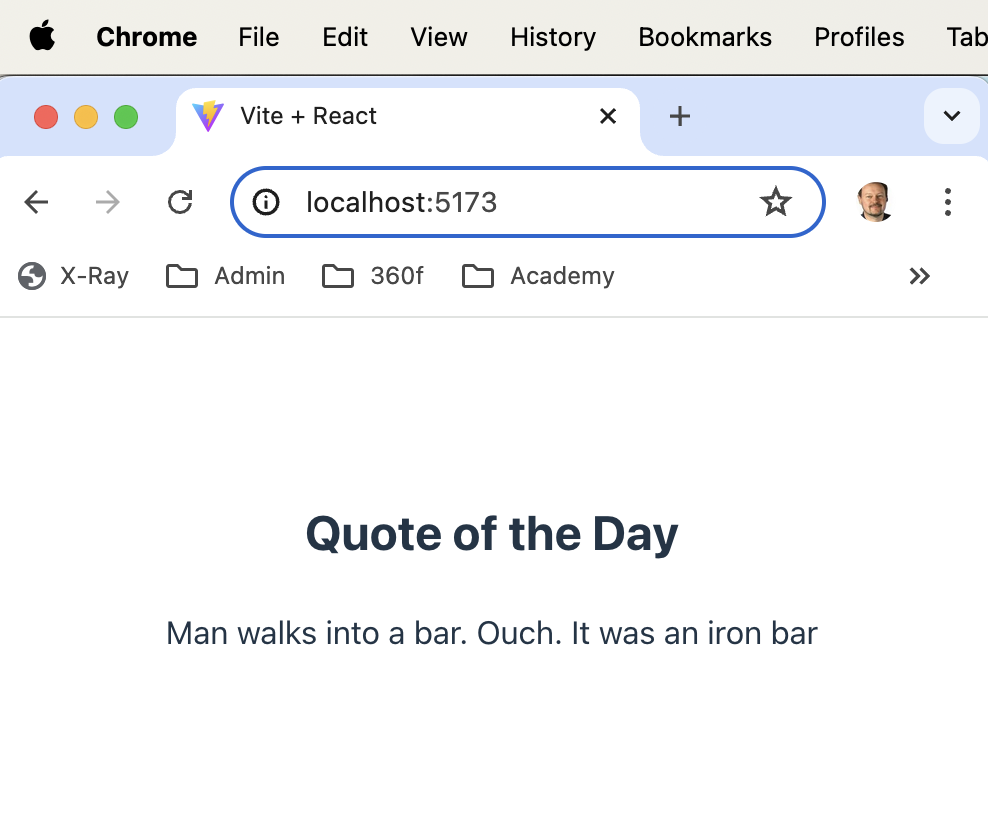 Chrome File Edit View History Bookmarks Profiles Tab
Vite + React
localhost:5173
X-Ray Admin 360f Academy
Quote of the Day
Man walks into a bar. Ouch. It was an iron bar